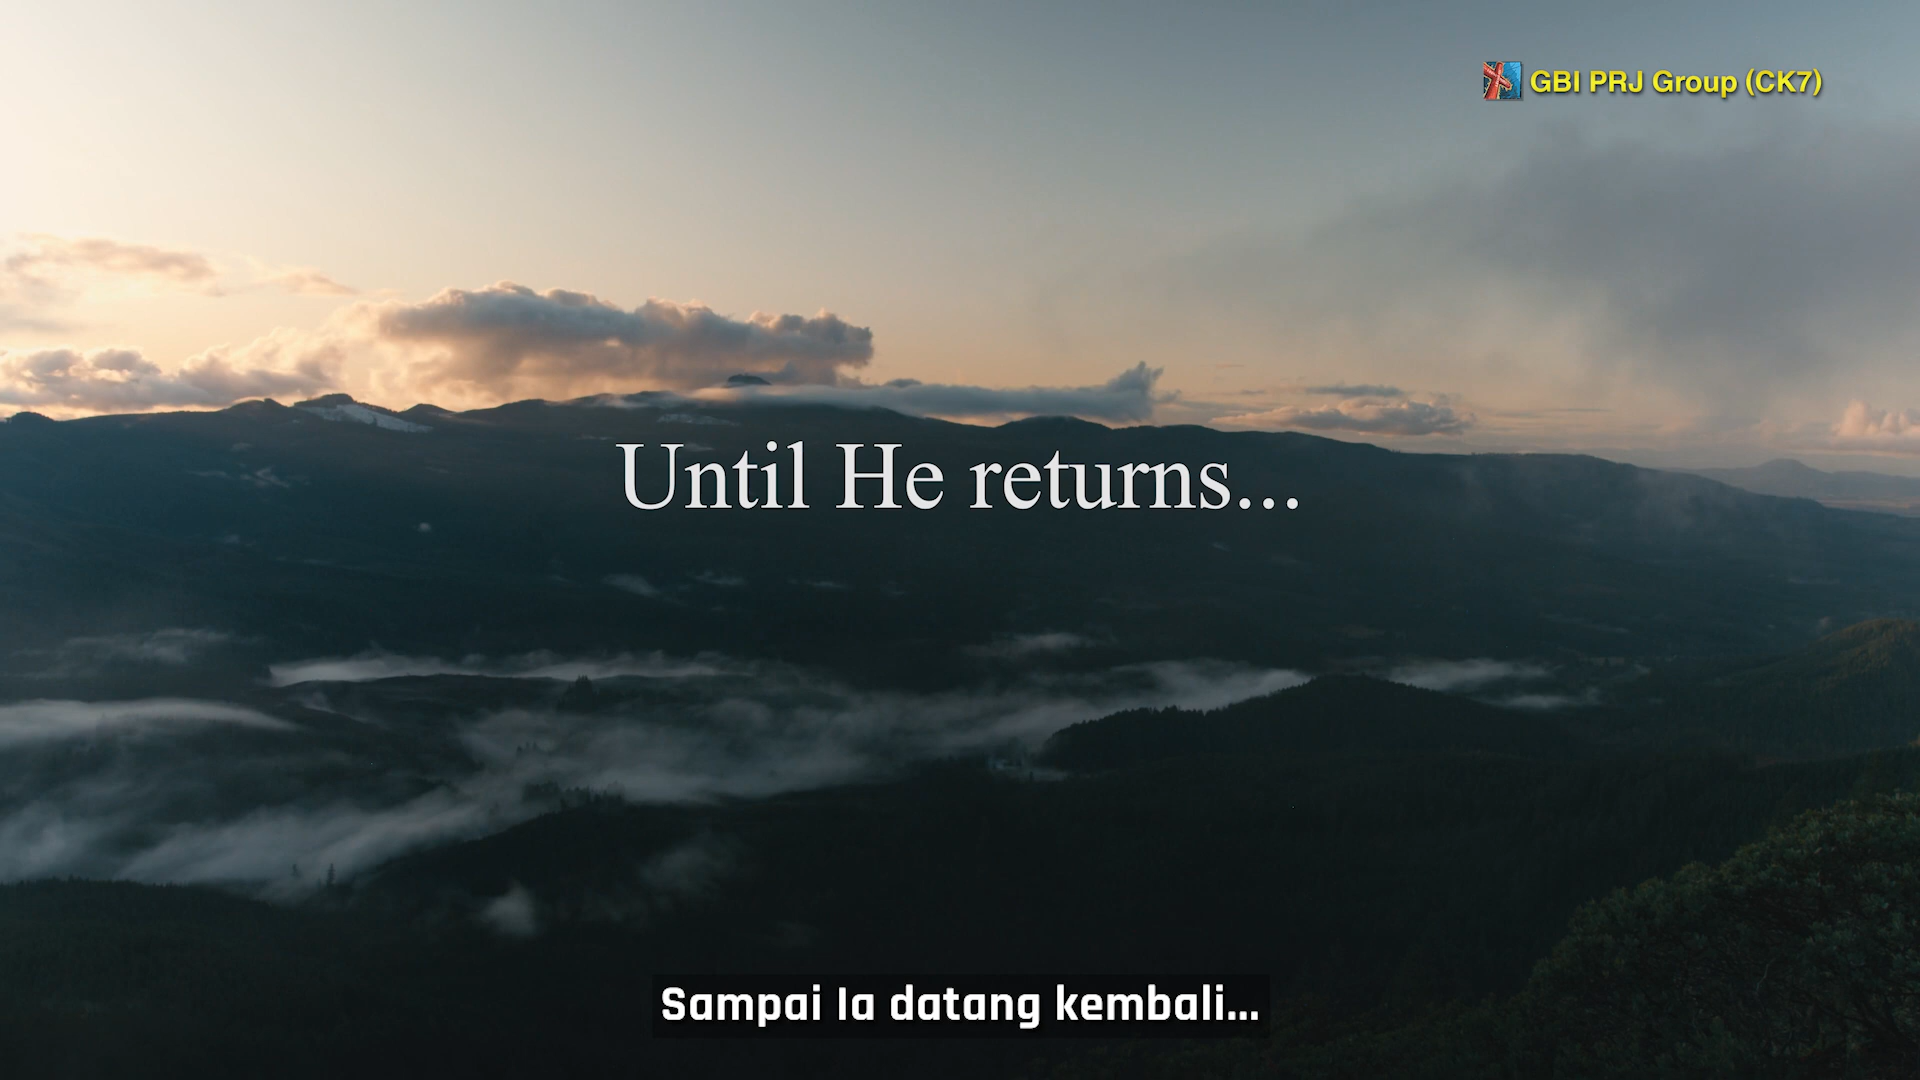 GBI PRJ Group (CK7)
Until He returns...
Sampai Ia datang kembali...